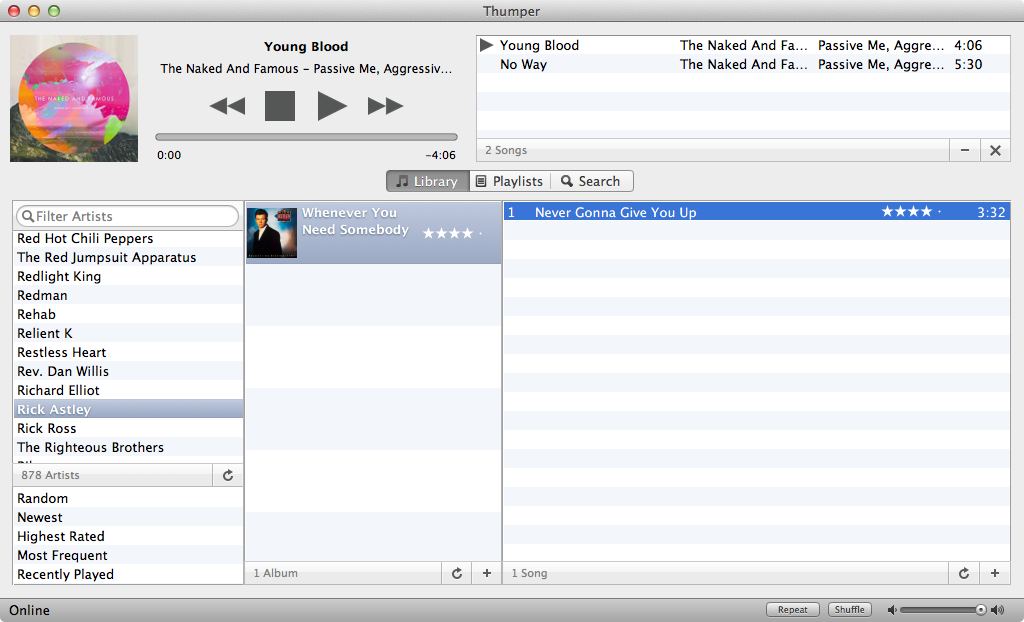 Thumper
THE NAKED AND FAMOUS
Young Blood
The Naked And Famous – Passive Me, Aggressiv...
0:00
-4:06
Young Blood The Naked And Fa... Passive Me, Aggre... 4:06
No Way The Naked And Fa... Passive Me, Aggre... 5:30
2 Songs
Library Playlists Search
Filter Artists
Red Hot Chili Peppers
The Red Jumpsuit Apparatus
Redlight King
Redman
Rehab
Relient K
Restless Heart
Rev. Dan Willis
Richard Elliot
Rick Astley
Rick Ross
The Righteous Brothers
878 Artists
Random
Newest
Highest Rated
Most Frequent
Recently Played
Whenever You
Need Somebody
1 Album
1 Never Gonna Give You Up 3:32
1 Song
Online
Repeat Shuffle